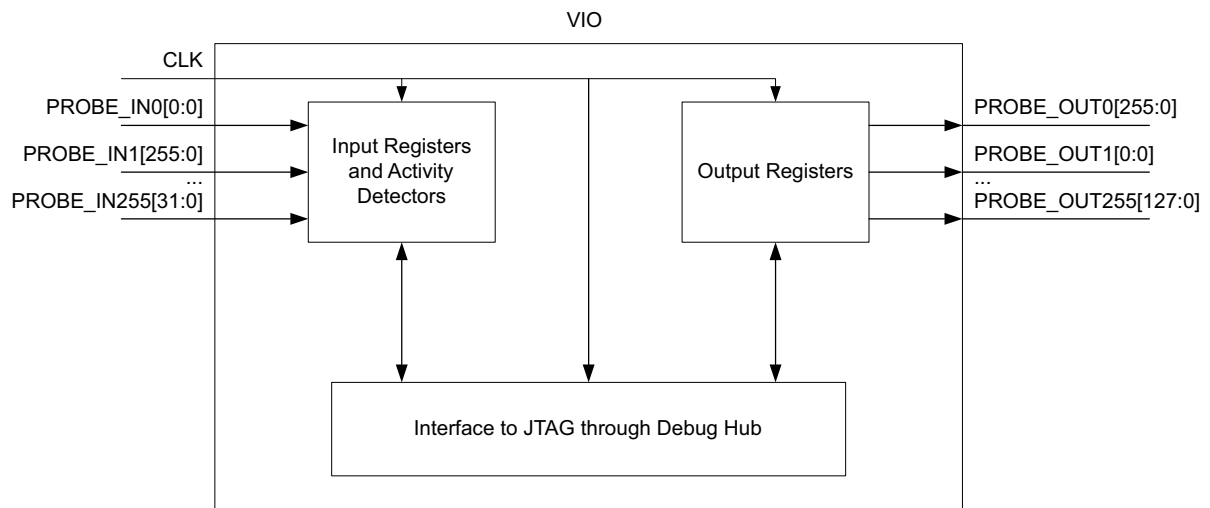 VIO
CLK
PROBE_IN0[0:0]
PROBE_IN1[255:0]
...
PROBE_IN255[31:0]
Input Registers
and Activity
Detectors
Output Registers
PROBE_OUT0[255:0]
PROBE_OUT1[0:0]
...
PROBE_OUT255[127:0]
Interface to JTAG through Debug Hub